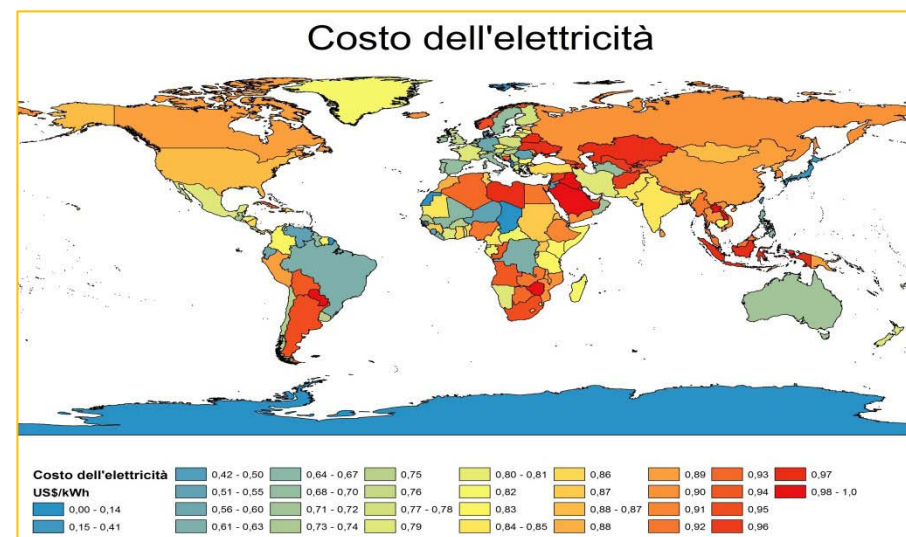 Costo dell'elettricità
Costo dell'elettricità
US$/kWh
0,00 - 0,14
0,15 - 0,41
0,42 - 0,50
0,51 - 0,55
0,56 - 0,60
0,61 - 0,63
0,64 - 0,67
0,68 - 0,70
0,71 - 0,72
0,73 - 0,74
0,75
0,76
0,77 - 0,78
0,79
0,80 - 0,81
0,82
0,83
0,84 - 0,85
0,86
0,87
0,88 - 0,87
0,88
0,89
0,90
0,91
0,92
0,93
0,94
0,95
0,96
0,97
0,98 - 1,0